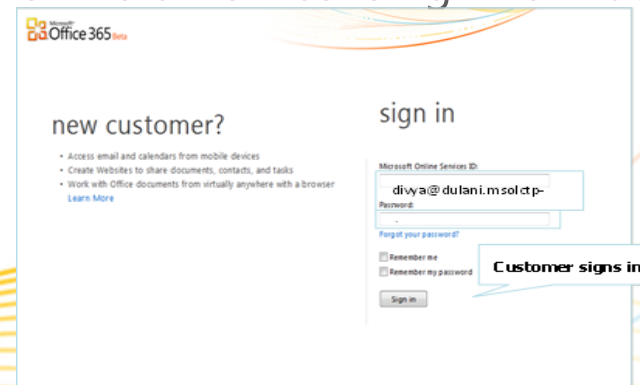 Microsoft
Office 365 Beta
new customer?
• Access email and calendars from mobile devices
• Create Websites to share documents, contacts, and tasks
• Work with Office documents from virtually anywhere with a browser
Learn More
sign in
Microsoft Online Services ID:
divya@dulani.msolctp-
Password:
Forgot your password?
Remember me
Remember my password
Sign in
Customer signs in